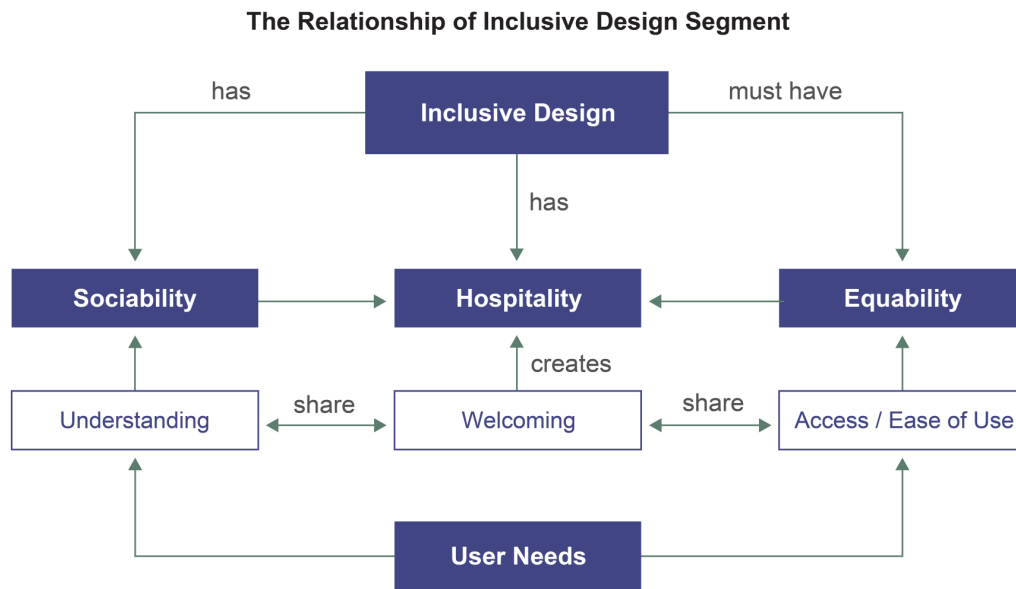 The Relationship of Inclusive Design Segment
has
Inclusive Design
must have
has
Sociability
Hospitality
Equability
creates
Understanding
share
Welcoming
share
Access / Ease of Use
User Needs